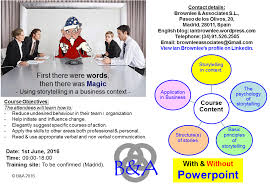 First there were words,
then there was Magic
- Using storytelling in a business context -
Course Objectives:
The attendees will learn how to:
- Reduce undesired behaviour in their team / organization
- Help initiate and influence change.
- Elegantly suggest specific courses of action.
- Apply the skills to other areas both professional & personal.
- Read & use appropriate verbal and non verbal communication.
Date: 1st June, 2016
Time: 09:00-18.00
Training Site: To be confirmed (Madrid).
© B&A 2015
B&A
Contact details:
Brownlee & Associates S.L.,
Paseo de los Olivos, 20,
Madrid, 28011, Spain
English blog: ianbrownlee.wordpress.com
Email: brownleeassociates@Gmail.com
View Ian Brownlee's profile on LinkedIn.
Storytelling
in context
Application
in Business
The
psychology
of
storytelling
Course
Content
Structure(s)
of stories
Basic
principles
of
storytelling
With & Without
Powerpoint